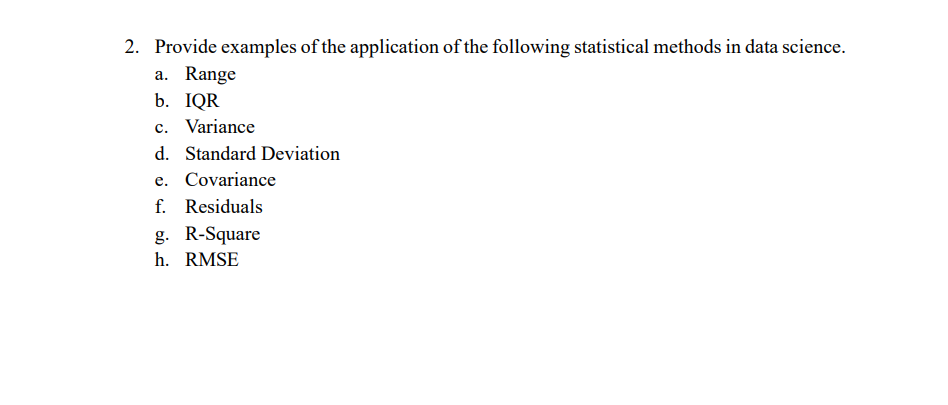 2. Provide examples of the application of the following statistical methods in data science.
a. Range
b. IQR
c. Variance
d. Standard Deviation
e. Covariance
f. Residuals
g. R-Square
h. RMSE